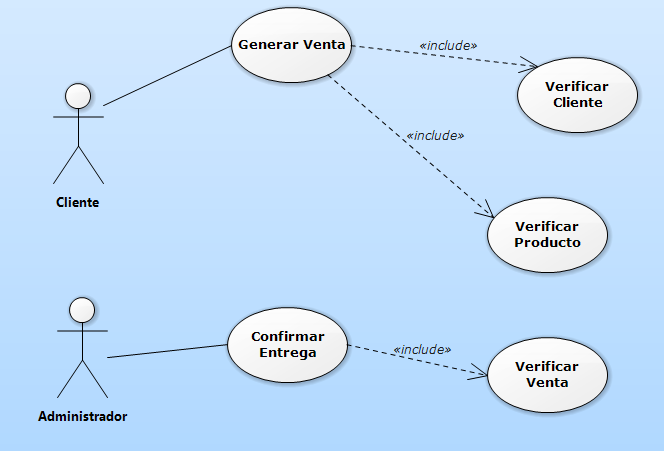 Generar Venta
«include»
Verificar
Cliente
«include»
Cliente
Verificar
Producto
Confirmar
Entrega
«include»
Verificar
Venta
Administrador